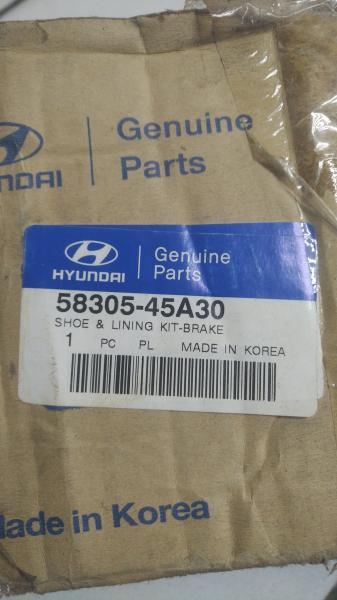 Genuine
Parts
NDAI
HYUNDAI
Genuine
Parts
58305-45A30
SHOE & LINING KIT-BRAKE
1 PC PL MADE IN KOREA
Made in Korea